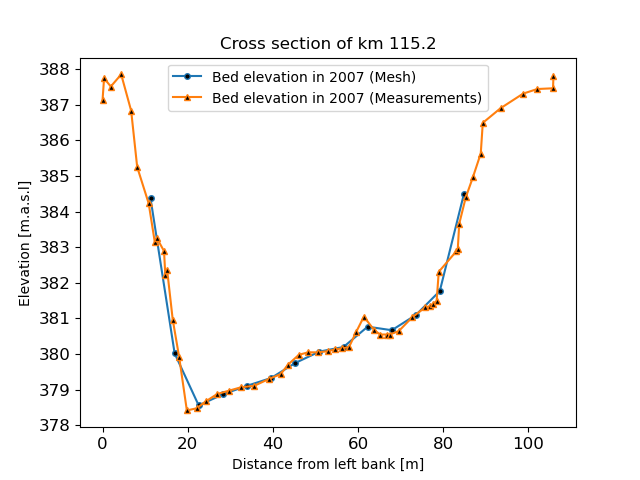 Cross section of km 115.2
Bed elevation in 2007 (Mesh)
Bed elevation in 2007 (Measurements)
Elevation [m.a.s.l]
388
387
386
385
384
383
382
381
380
379
378
0 20 40 60 80 100
Distance from left bank [m]